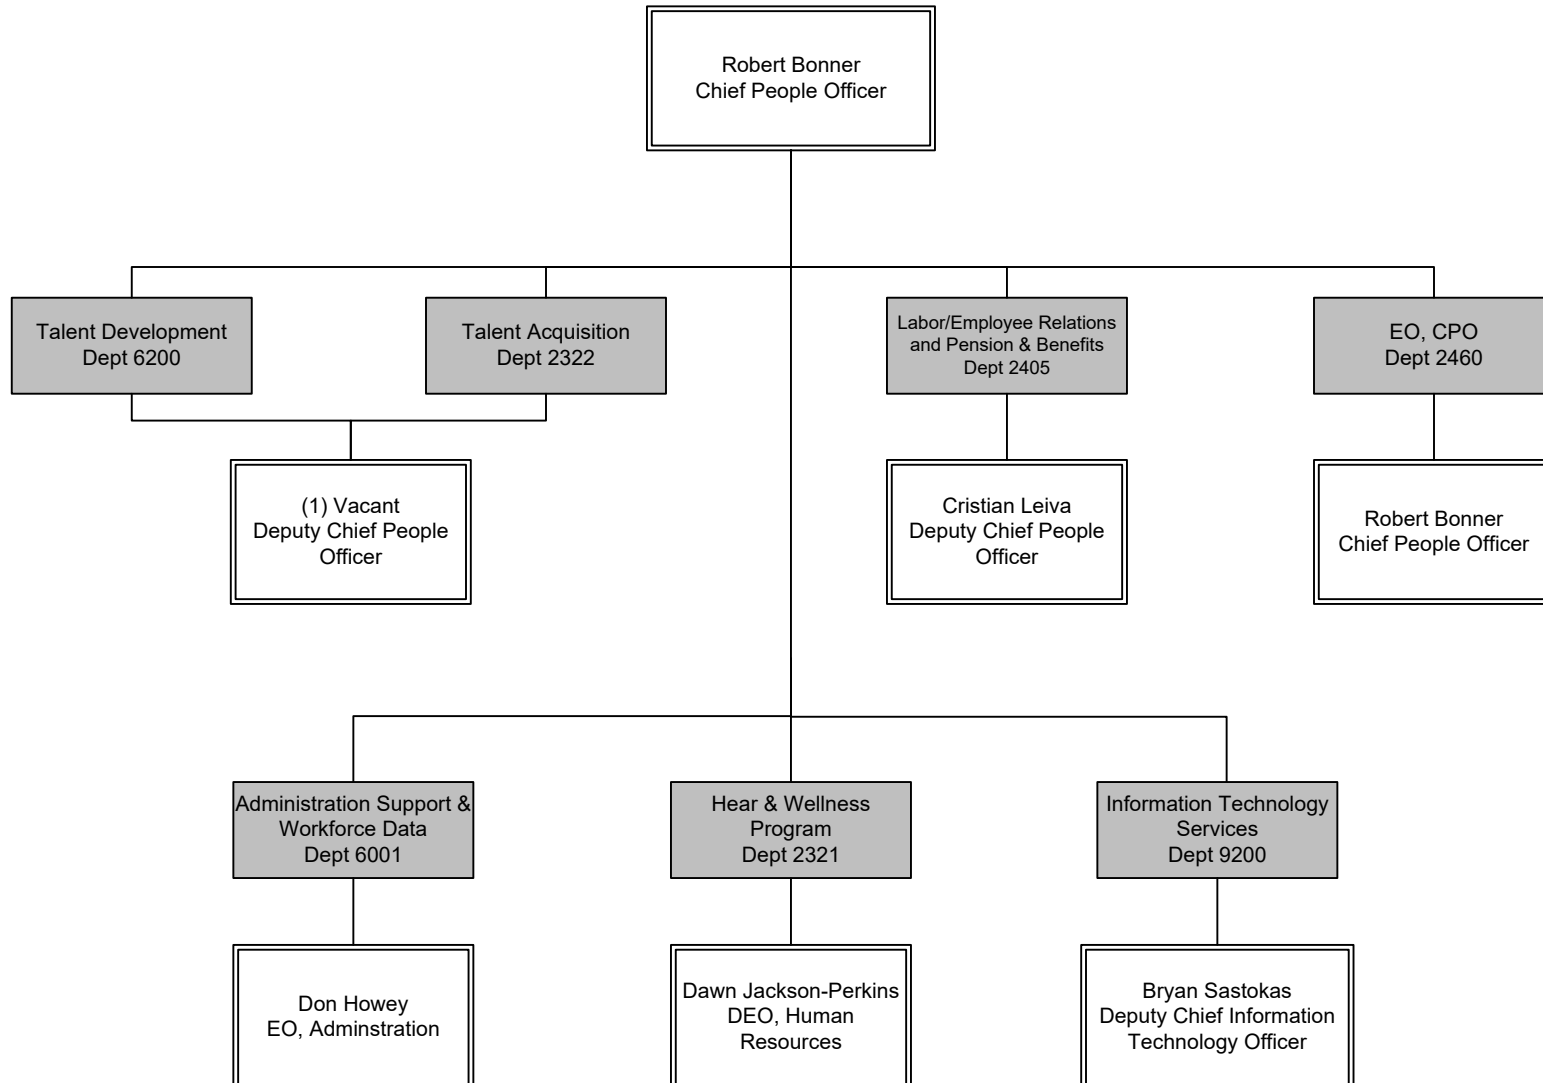 Robert Bonner
Chief People Officer
Talent Development
Dept 6200
Talent Acquisition
Dept 2322
Labor/Employee Relations
and Pension & Benefits
Dept 2405
EO, CPO
Dept 2460
(1) Vacant
Deputy Chief People
Officer
Cristian Leiva
Deputy Chief People
Officer
Robert Bonner
Chief People Officer
Administration Support &
Workforce Data
Dept 6001
Hear & Wellness
Program
Dept 2321
Information Technology
Services
Dept 9200
Don Howey
EO, Adminstration
Dawn Jackson-Perkins
DEO, Human
Resources
Bryan Sastokas
Deputy Chief Information
Technology Officer